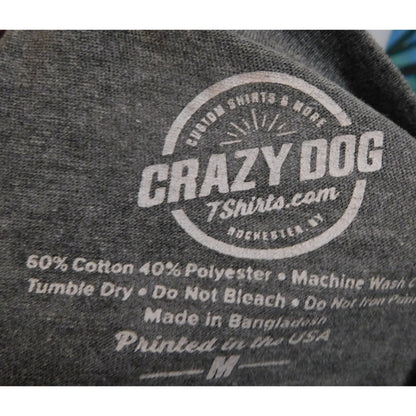 CUSTOM SHIRTS & MORE
CRAZY DOG
TShirts.com
ROCHESTER, NY
60% Cotton 40% Polyester • Machine Wash
Tumble Dry • Do Not Bleach • Do Not Iron
Made in Bangladesh
Printed in the USA
M